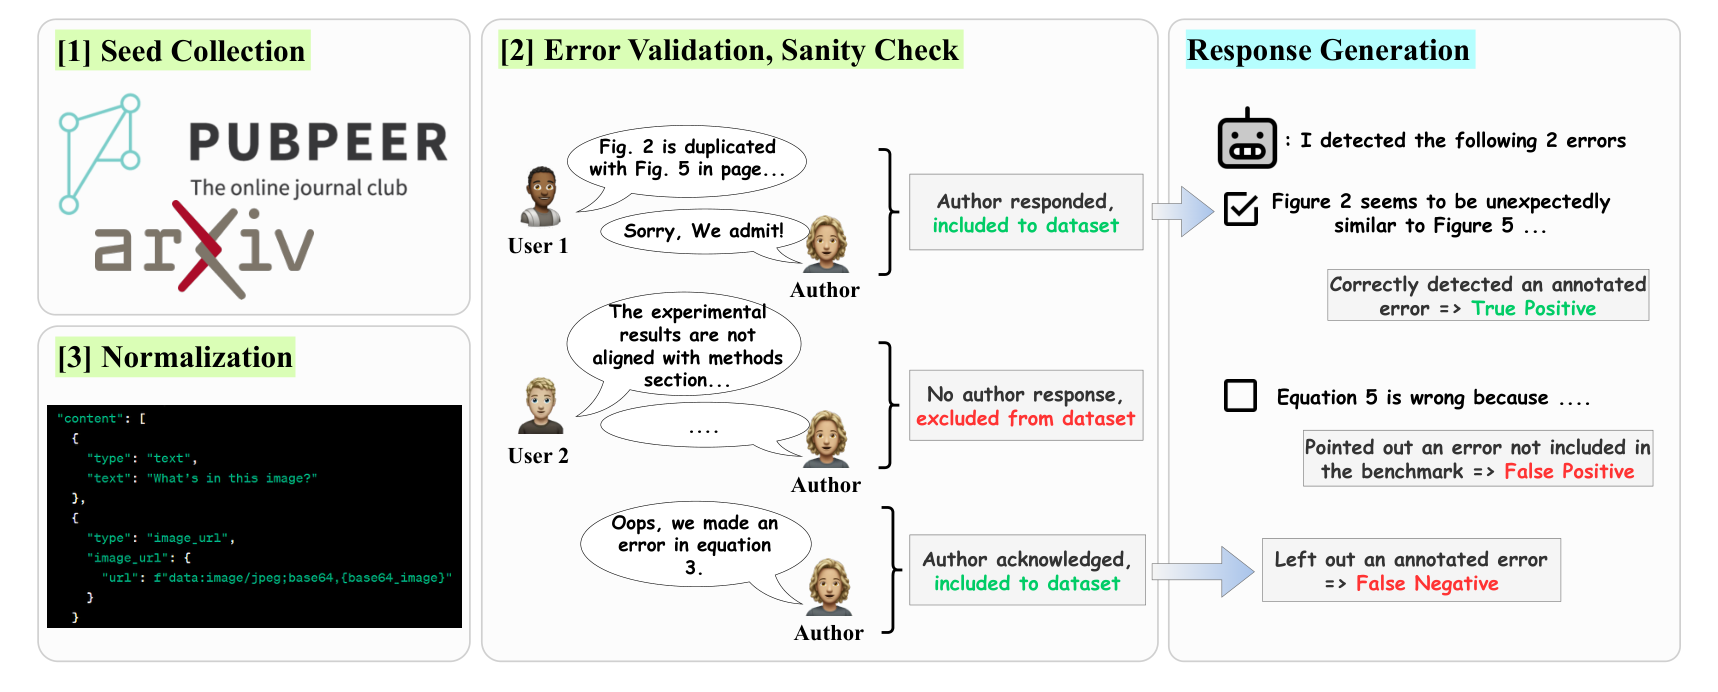 [1] Seed Collection
PUBPEER
The online journal club
arXiv
[3] Normalization
"content": [
{
"type": "text",
"text": "What's in this image?"
},
{
"type": "image_url",
"image_url": {
"url": f"data:image/jpeg;base64,{base64_image}"
}
}
[2] Error Validation, Sanity Check
Fig. 2 is duplicated
with Fig. 5 in page...
User 1
Sorry, We admit!
Author
Author responded,
included to dataset
The experimental
results are not
aligned with methods
section...
User 2
....
Author
No author response,
excluded from dataset
Oops, we made an
error in equation
3.
Author
Author acknowledged,
included to dataset
Response Generation
: I detected the following 2 errors
Figure 2 seems to be unexpectedly
similar to Figure 5 ...
Correctly detected an annotated
error => True Positive
Equation 5 is wrong because ....
Pointed out an error not included in
the benchmark => False Positive
Left out an annotated error
=> False Negative